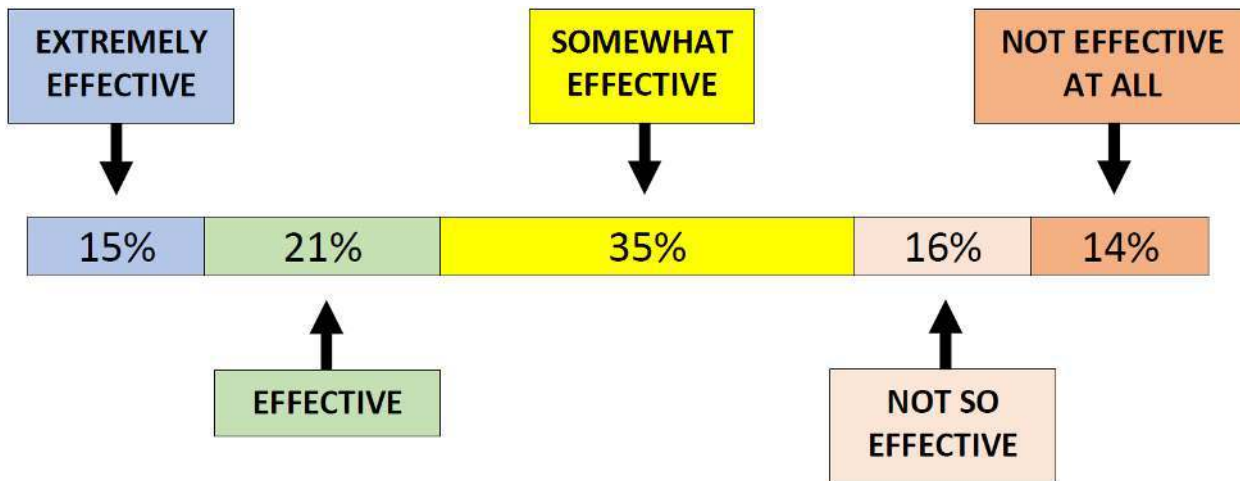 EXTREMELY
EFFECTIVE
SOMEWHAT
EFFECTIVE
NOT EFFECTIVE
AT ALL
15%
21%
35%
16%
14%
EFFECTIVE
NOT SO
EFFECTIVE